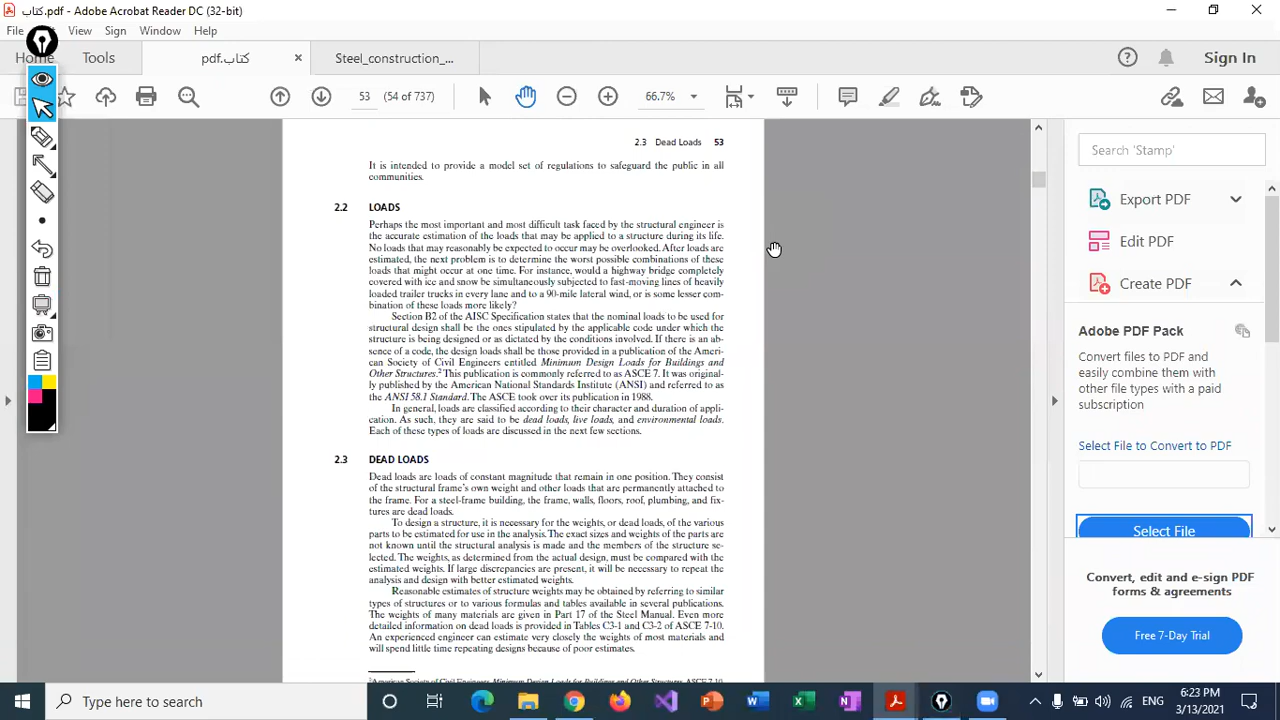 كتاب.pdf - Adobe Acrobat Reader DC (32-bit)
File View Sign Window Help
Home Tools كتاب.pdf × Steel_construction_... Sign In
53 (54 of 737) 66.7%
2.3 Dead Loads 53
It is intended to provide a model set of regulations to safeguard the public in all
communities.
2.2 LOADS
Perhaps the most important and most difficult task faced by the structural engineer is
the accurate estimation of the loads that may be applied to a structure during its life.
No loads that may reasonably be expected to occur may be overlooked. After loads are
estimated, the next problem is to determine the worst possible combinations of these
loads that might occur at one time. For instance, would a highway bridge completely
covered with ice and snow be simultaneously subjected to fast-moving lines of heavily
loaded trailer trucks in every lane and to a 90-mile lateral wind, or is some lesser com-
bination of these loads more likely?
Section B2 of the AISC Specification states that the nominal loads to be used for
structural design shall be the ones stipulated by the applicable code under which the
structure is being designed or as dictated by the conditions involved. If there is an ab-
sence of a code, the design loads shall be those provided in a publication of the Ameri-
can Society of Civil Engineers entitled Minimum Design Loads for Buildings and
Other Structures.2 This publication is commonly referred to as ASCE 7. It was original-
ly published by the American National Standards Institute (ANSI) and referred to as
the ANSI 58.1 Standard. The ASCE took over its publication in 1988.
In general, loads are classified according to their character and duration of appli-
cation. As such, they are said to be dead loads, live loads, and environmental loads.
Each of these types of loads are discussed in the next few sections.
2.3 DEAD LOADS
Dead loads are loads of constant magnitude that remain in one position. They consist
of the structural frame's own weight and other loads that are permanently attached to
the frame. For a steel-frame building, the frame, walls, floors, roof, plumbing, and fix-
tures are dead loads.
To design a structure, it is necessary for the weights, or dead loads, of the various
parts to be estimated for use in the analysis. The exact sizes and weights of the parts are
not known until the structural analysis is made and the members of the structure se-
lected. The weights, as determined from the actual design, must be compared with the
estimated weights. If large discrepancies are present, it will be necessary to repeat the
analysis and design with better estimated weights.
Reasonable estimates of structure weights may be obtained by referring to similar
types of structures or to various formulas and tables available in several publications.
The weights of many materials are given in Part 17 of the Steel Manual. Even more
detailed information on dead loads is provided in Tables C3-1 and C3-2 of ASCE 7-10.
An experienced engineer can estimate very closely the weights of most materials and
will spend little time repeating designs because of poor estimates.
2American Society of Civil Engineers, Minimum Design Loads for Buildings and Other Structures, ASCE 7-10
Search 'Stamp'
Export PDF
Edit PDF
Create PDF
Adobe PDF Pack
Convert files to PDF and
easily combine them with
other file types with a paid
subscription
Select File to Convert to PDF
Select File
Convert, edit and e-sign PDF
forms & agreements
Free 7-Day Trial
Type here to search
ENG
6:23 PM
3/13/2021